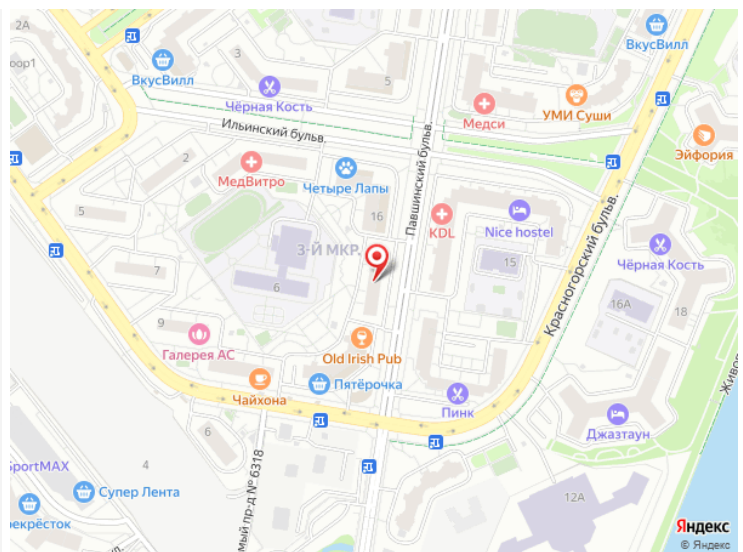 2А
2А
ВкусВилл
ВкусВилл
3
5
Чёрная Кость
Медси
УМИ Суши
Эйфория
Ильинский бульв.
Павшинский бульв.
2
МедВитро
Четыре Лапы
16
KDL
Nice hostel
5
3-Й МКР.
15
Красногорский бульв.
Чёрная Кость
7
6
16А
18
9
Галерея АС
Old Irish Pub
Чайхона
Пятёрочка
Пинк
Джазтаун
6
4
SportMAX
Супер Лента
12А
Яндекс
© Яндекс